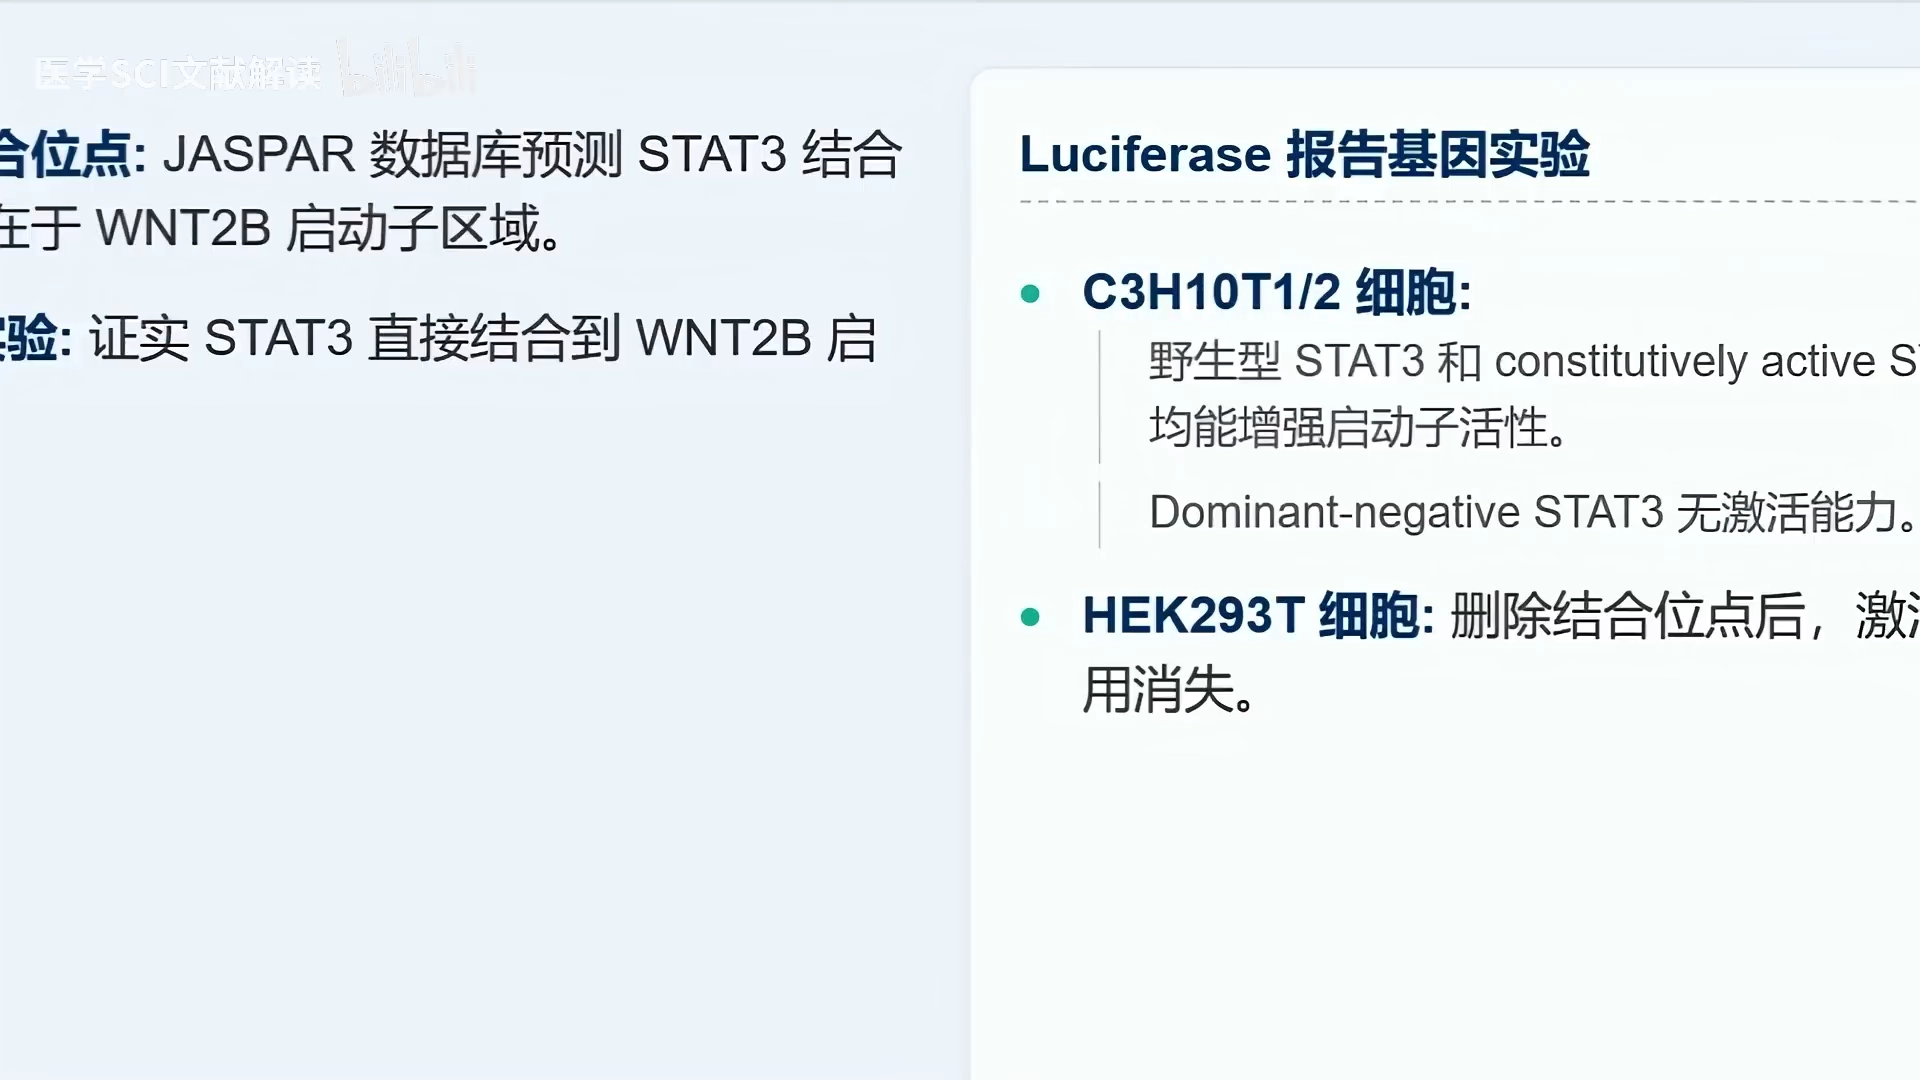 医学SCI文献解读 bilibili
合位点: JASPAR 数据库预测 STAT3 结合
在于 WNT2B 启动子区域。
验: 证实 STAT3 直接结合到 WNT2B 启
Luciferase 报告基因实验
C3H10T1/2 细胞:
野生型 STAT3 和 constitutively active S
均能增强启动子活性。
Dominant-negative STAT3 无激活能力。
HEK293T 细胞: 删除结合位点后，激
用消失。